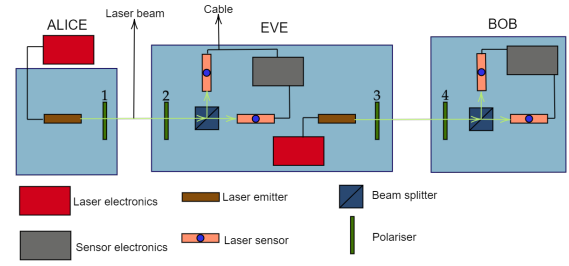 Laser beam
Cable
ALICE
EVE
BOB
1
2
3
4
Laser electronics
Laser emitter
Beam splitter
Sensor electronics
Laser sensor
Polariser